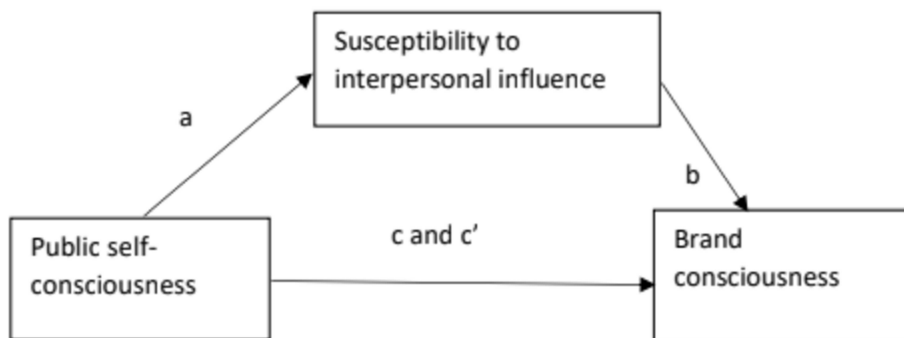 Susceptibility to
interpersonal influence
a
b
Public self-
consciousness
c and c’
Brand
consciousness